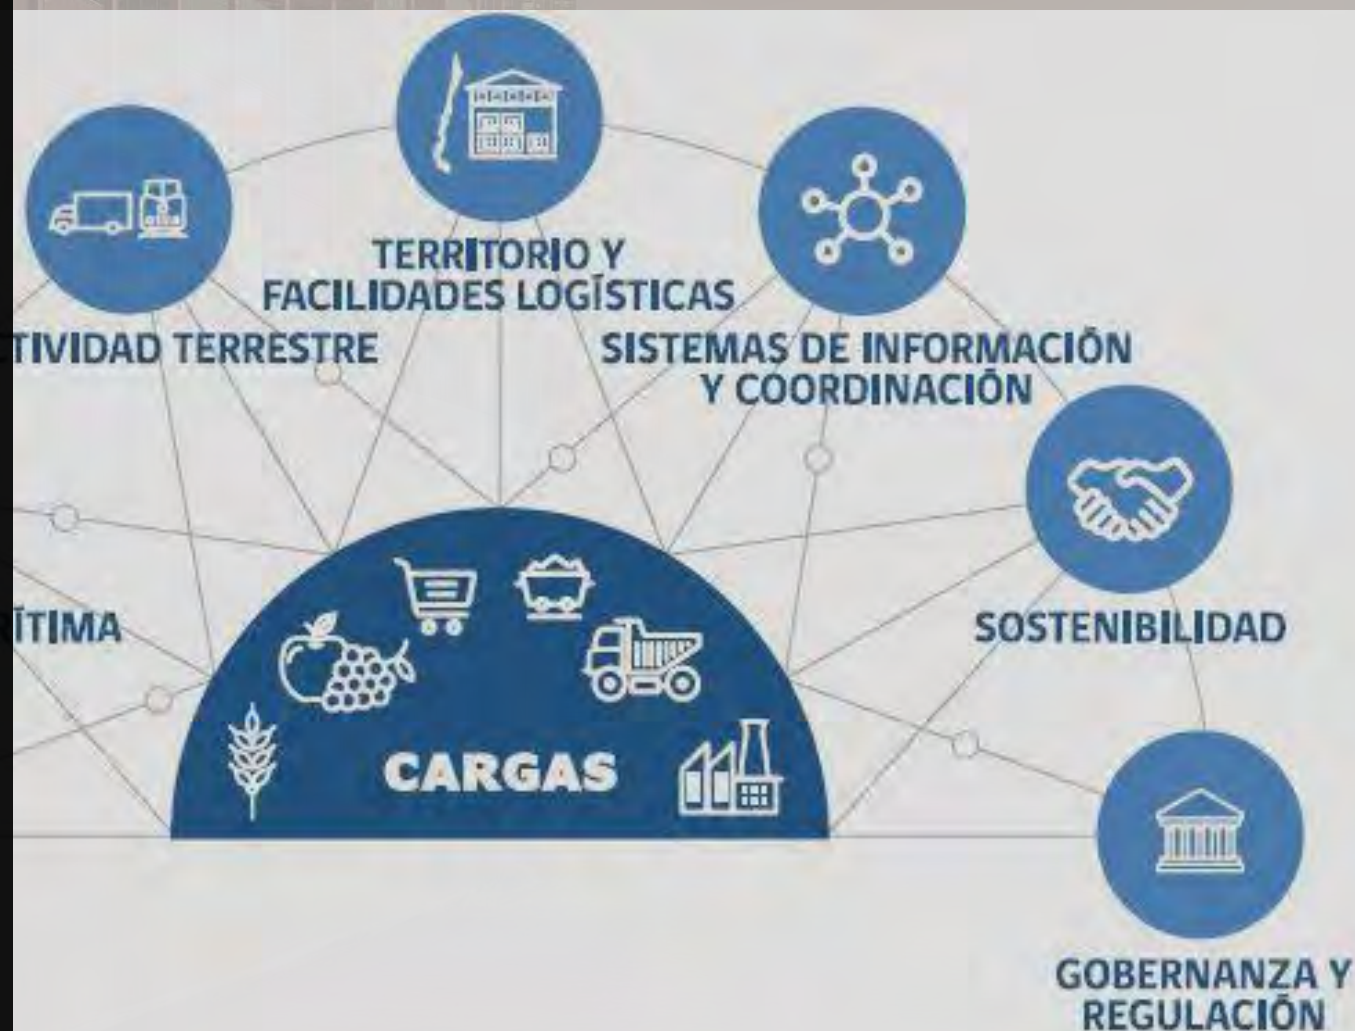 TERRITORIO Y
FACILIDADES LOGÍSTICAS
TIVIDAD TERRESTRE
SISTEMAS DE INFORMACIÓN
Y COORDINACIÓN
SOSTENIBILIDAD
ÍTIMA
CARGAS
GOBERNANZA Y
REGULACIÓN